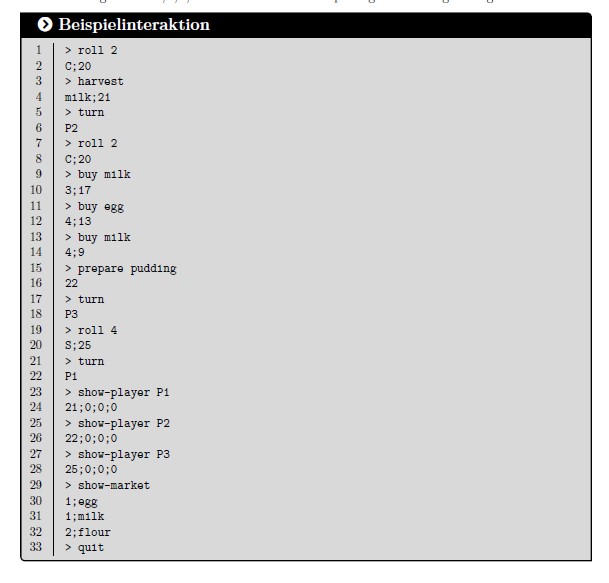 Beispielinteraktion
1 > roll 2
2 C;20
3 > harvest
4 milk;21
5 > turn
6 P2
7 > roll 2
8 C;20
9 > buy milk
10 3;17
11 > buy egg
12 4;13
13 > buy milk
14 4;9
15 > prepare pudding
16 22
17 > turn
18 P3
19 > roll 4
20 S;25
21 > turn
22 P1
23 > show-player P1
24 21;0;0;0
25 > show-player P2
26 22;0;0;0
27 > show-player P3
28 25;0;0;0
29 > show-market
30 1;egg
31 1;milk
32 2;flour
33 > quit